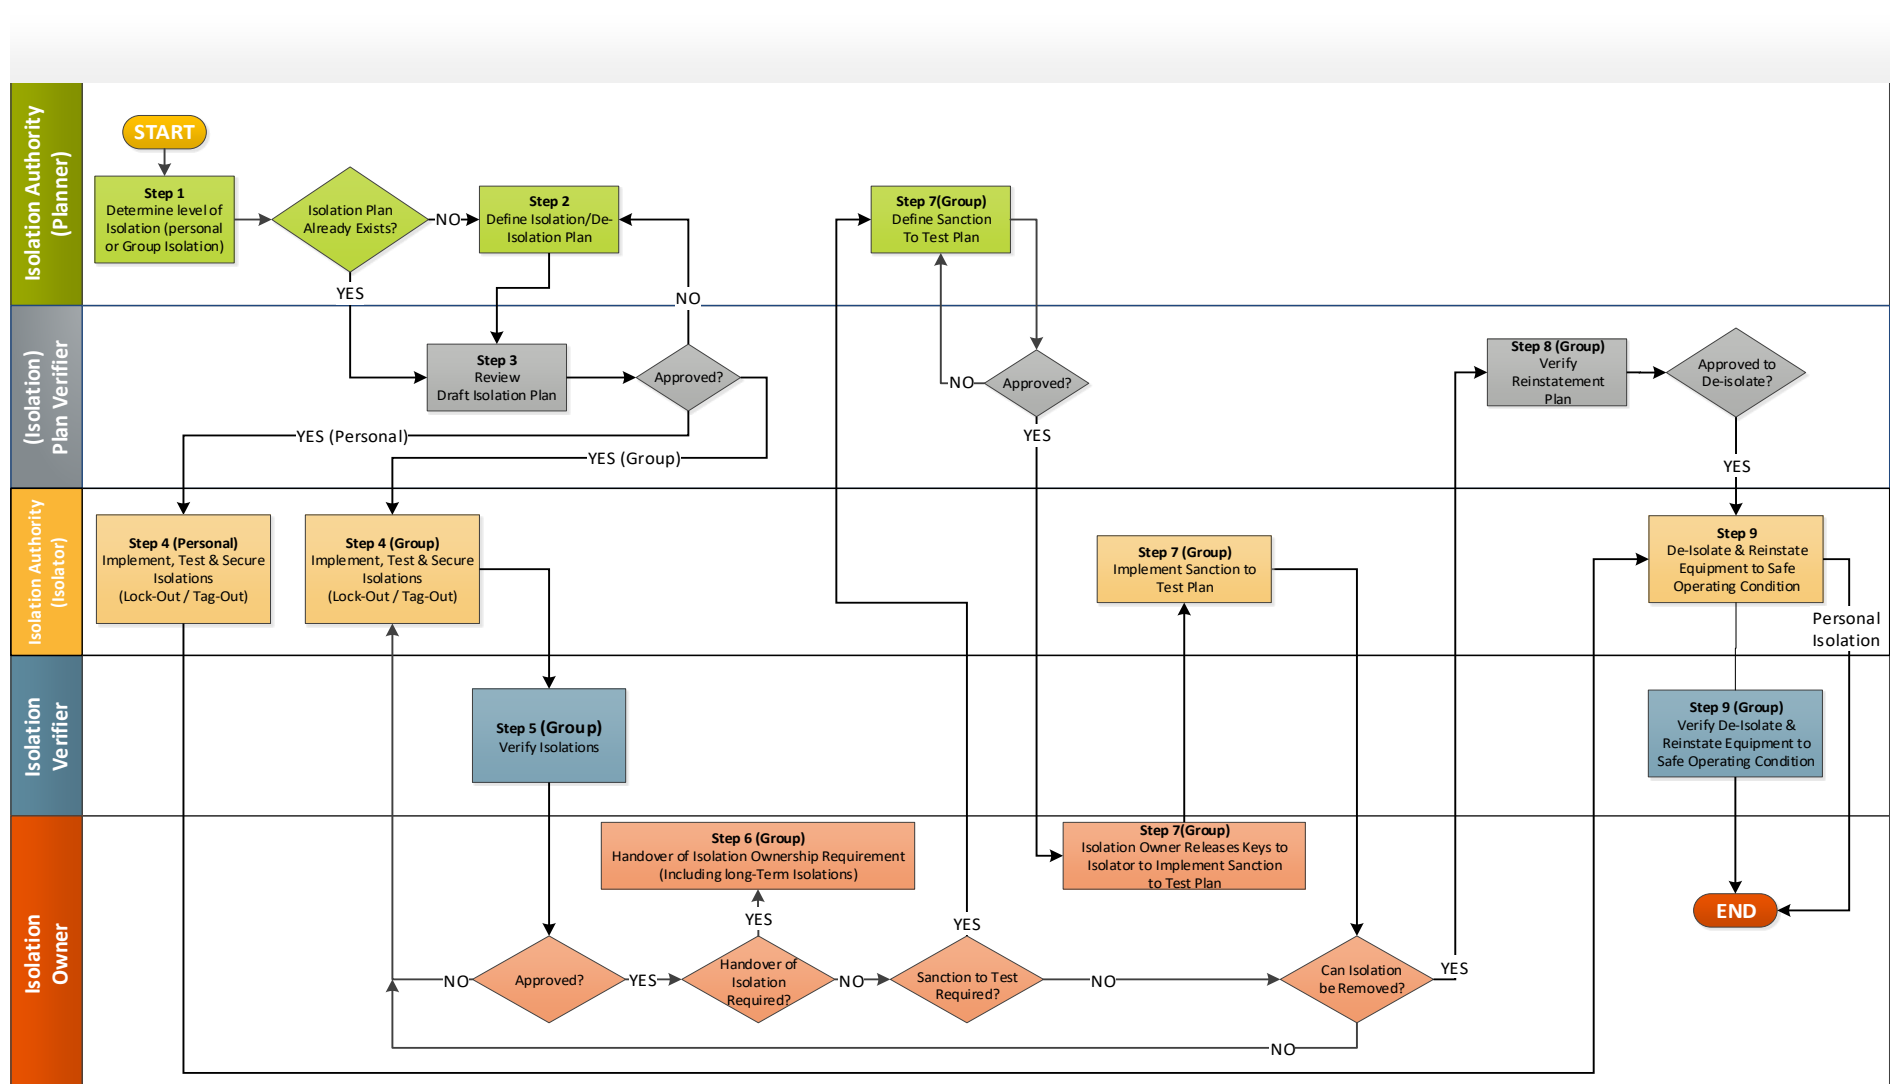 Isolation Authority
(Planner)
START
Step 1
Determine level of
Isolation (personal
or Group Isolation)
Isolation Plan
Already Exists?
NO
YES
Step 2
Define Isolation/De-
Isolation Plan
NO
Step 7(Group)
Define Sanction
To Test Plan
(Isolation)
Plan Verifier
Step 3
Review
Draft Isolation Plan
Approved?
YES (Personal)
YES (Group)
NO
Approved?
YES
Step 8 (Group)
Verify
Reinstatement
Plan
Approved to
De-isolate?
YES
Isolation Authority
(Isolator)
Step 4 (Personal)
Implement, Test & Secure
Isolations
(Lock-Out / Tag-Out)
Step 4 (Group)
Implement, Test & Secure
Isolations
(Lock-Out / Tag-Out)
Step 7 (Group)
Implement Sanction to
Test Plan
Step 9
De-Isolate & Reinstate
Equipment to Safe
Operating Condition
Personal
Isolation
Isolation
Verifier
Step 5 (Group)
Verify Isolations
Step 9 (Group)
Verify De-Isolate &
Reinstate Equipment to
Safe Operating Condition
Isolation
Owner
Step 6 (Group)
Handover of Isolation Ownership Requirement
(Including long-Term Isolations)
Step 7(Group)
Isolation Owner Releases Keys to
Isolator to Implement Sanction
to Test Plan
END
NO
Approved?
YES
YES
Handover of
Isolation
Required?
NO
YES
Sanction to Test
Required?
NO
Can Isolation
be Removed?
YES
NO